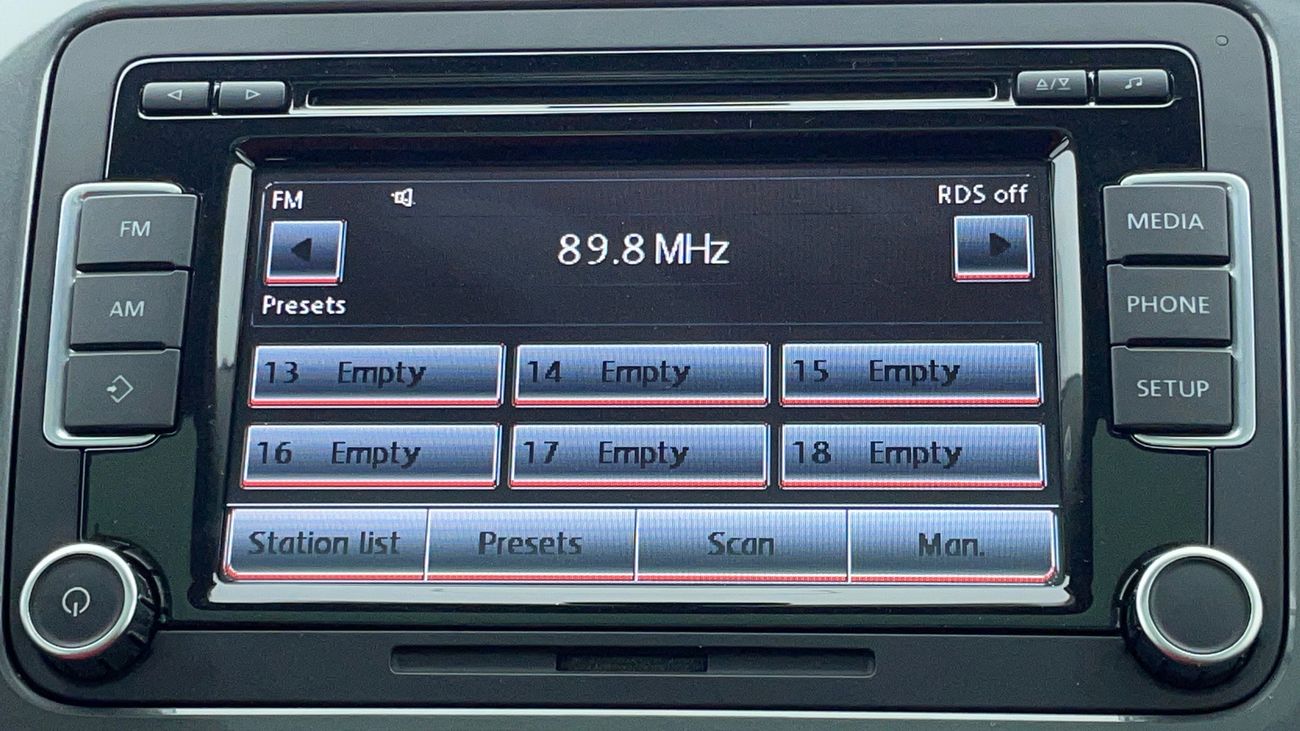 FM
RDS off
89.8 MHz
Presets
13 Empty
14 Empty
15 Empty
16 Empty
17 Empty
18 Empty
Station list
Presets
Scan
Man.
FM
AM
MEDIA
PHONE
SETUP